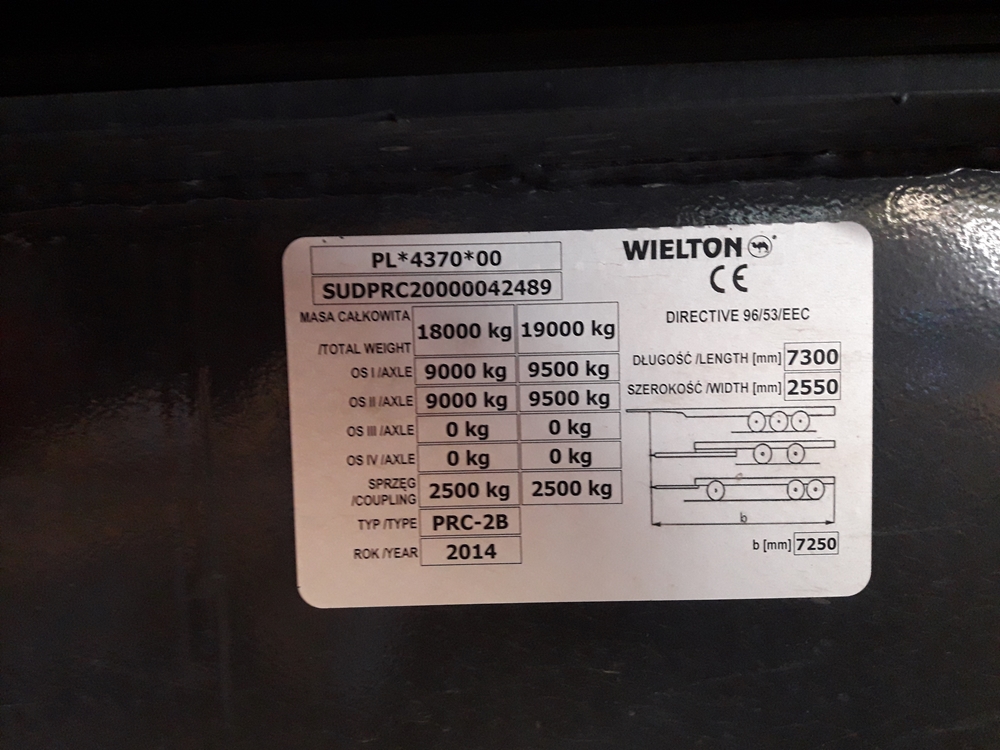 PL*4370*00
SUDPRC20000042489
MASA CAŁKOWITA
/TOTAL WEIGHT 18000 kg 19000 kg
OS I /AXLE 9000 kg 9500 kg
OS II /AXLE 9000 kg 9500 kg
OS III /AXLE 0 kg 0 kg
OS IV /AXLE 0 kg 0 kg
SPRZĘG
/COUPLING 2500 kg 2500 kg
TYP /TYPE PRC-2B
ROK /YEAR 2014
WIELTON
CE
DIRECTIVE 96/53/EEC
DŁUGOŚĆ /LENGTH [mm] 7300
SZEROKOŚĆ /WIDTH [mm] 2550
b
b [mm] 7250